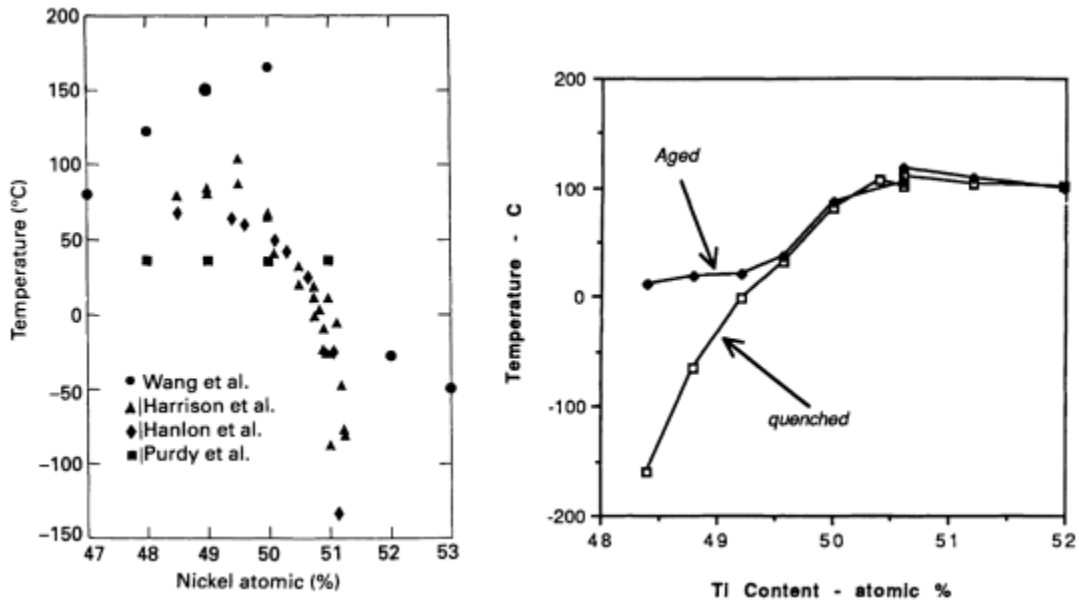 200
150
100
50
0
−50
−100
−150
Temperature (°C)
● Wang et al.
▲ |Harrison et al.
◆ |Hanlon et al.
■ |Purdy et al.
47 48 49 50 51 52 53
Nickel atomic (%)
200
100
0
-100
-200
Temperature - C
Aged
quenched
48 49 50 51 52
TI Content - atomic %